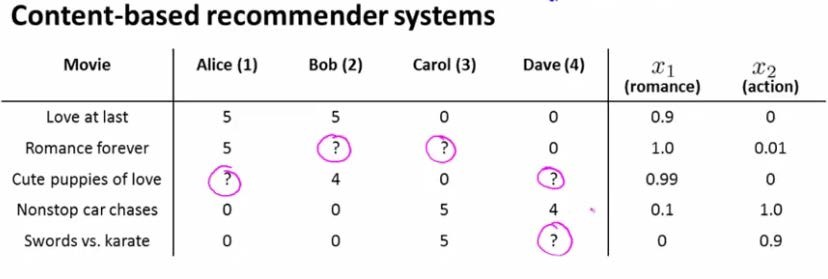 Content-based recommender systems
Movie Alice (1) Bob (2) Carol (3) Dave (4) x₁ (romance) x₂ (action)
Love at last 5 5 0 0 0.9 0
Romance forever 5 ? ? 0 1.0 0.01
Cute puppies of love ? 4 0 ? 0.99 0
Nonstop car chases 0 0 5 4 0.1 1.0
Swords vs. karate 0 0 5 ? 0 0.9